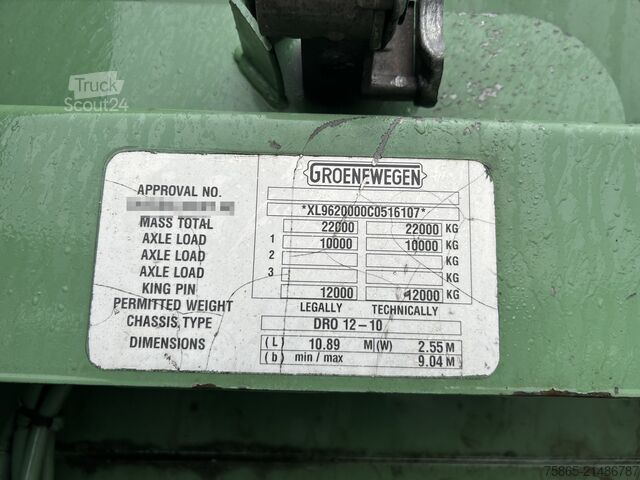 Truck
Scout24
GROENEWEGEN
APPROVAL NO.
*XL9620000C0516107*
MASS TOTAL 22000 22000 KG
AXLE LOAD 1 10000 10000 KG
AXLE LOAD 2 KG
AXLE LOAD 3 KG
KING PIN 12000 12000 KG
PERMITTED WEIGHT LEGALLY TECHNICALLY
CHASSIS TYPE DRO 12-10
DIMENSIONS (L) 10.89 M (W) 2.55 M
(b) min / max 9.04 M
75865-21486787